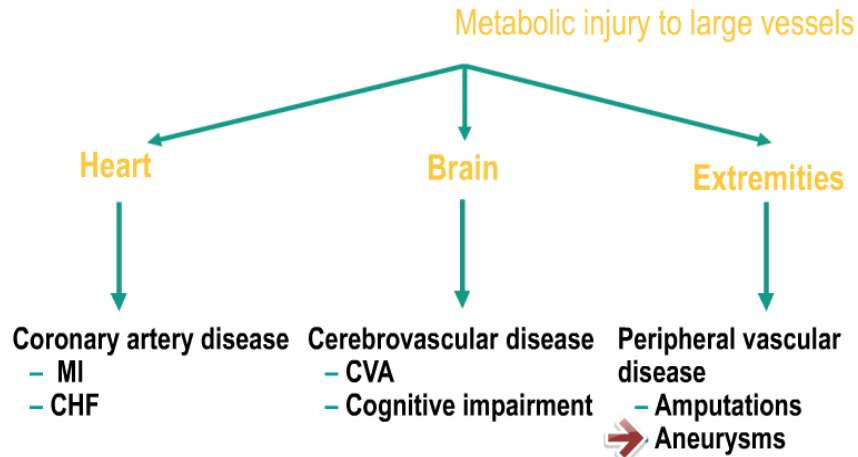 Metabolic injury to large vessels
Heart
Brain
Extremities
Coronary artery disease
– MI
– CHF
Cerebrovascular disease
– CVA
– Cognitive impairment
Peripheral vascular
disease
– Amputations
Aneurysms